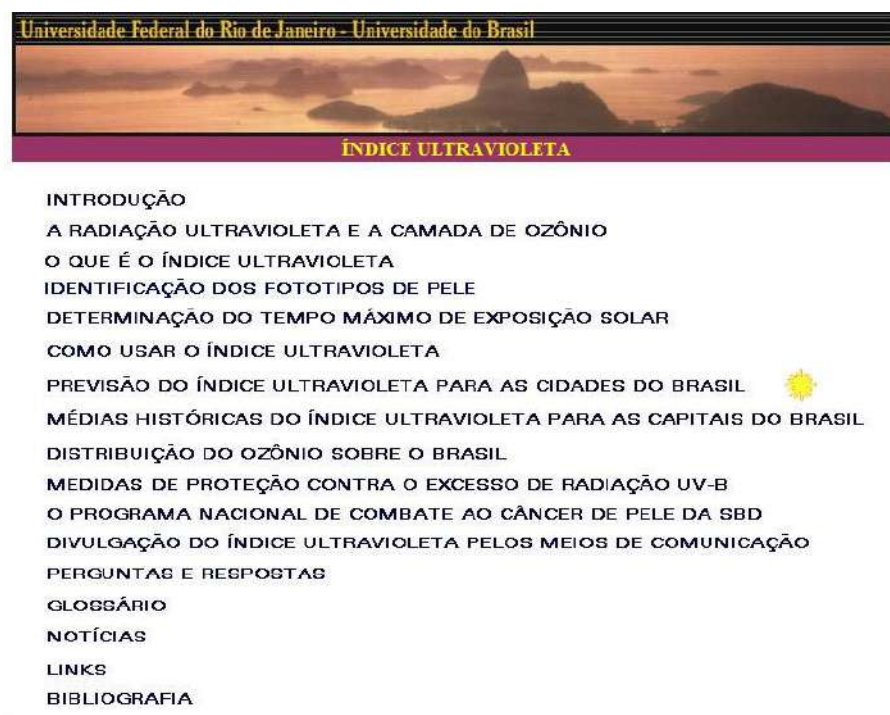 Universidade Federal do Rio de Janeiro - Universidade do Brasil
ÍNDICE ULTRAVIOLETA
INTRODUÇÃO
A RADIAÇÃO ULTRAVIOLETA E A CAMADA DE OZÔNIO
O QUE É O ÍNDICE ULTRAVIOLETA
IDENTIFICAÇÃO DOS FOTOTIPOS DE PELE
DETERMINAÇÃO DO TEMPO MÁXIMO DE EXPOSIÇÃO SOLAR
COMO USAR O ÍNDICE ULTRAVIOLETA
PREVISÃO DO ÍNDICE ULTRAVIOLETA PARA AS CIDADES DO BRASIL
MÉDIAS HISTÓRICAS DO ÍNDICE ULTRAVIOLETA PARA AS CAPITAIS DO BRASIL
DISTRIBUIÇÃO DO OZÔNIO SOBRE O BRASIL
MEDIDAS DE PROTEÇÃO CONTRA O EXCESSO DE RADIAÇÃO UV-B
O PROGRAMA NACIONAL DE COMBATE AO CÂNCER DE PELE DA SBD
DIVULGAÇÃO DO ÍNDICE ULTRAVIOLETA PELOS MEIOS DE COMUNICAÇÃO
PERGUNTAS E RESPOSTAS
GLOSSÁRIO
NOTÍCIAS
LINKS
BIBLIOGRAFIA